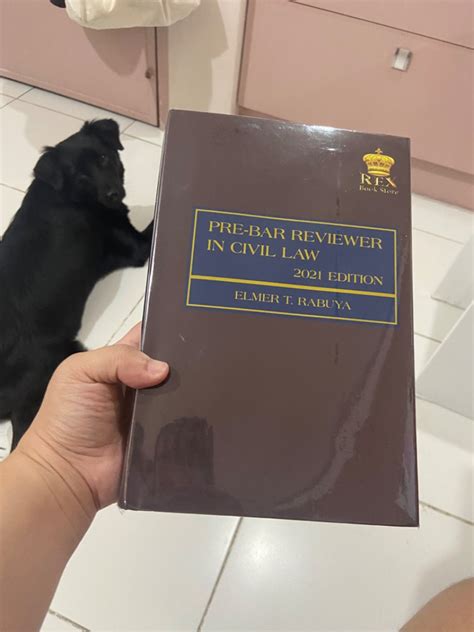 REX
Book Store
PRE-BAR REVIEWER
IN CIVIL LAW
2021 EDITION
ELMER T. RABUYA